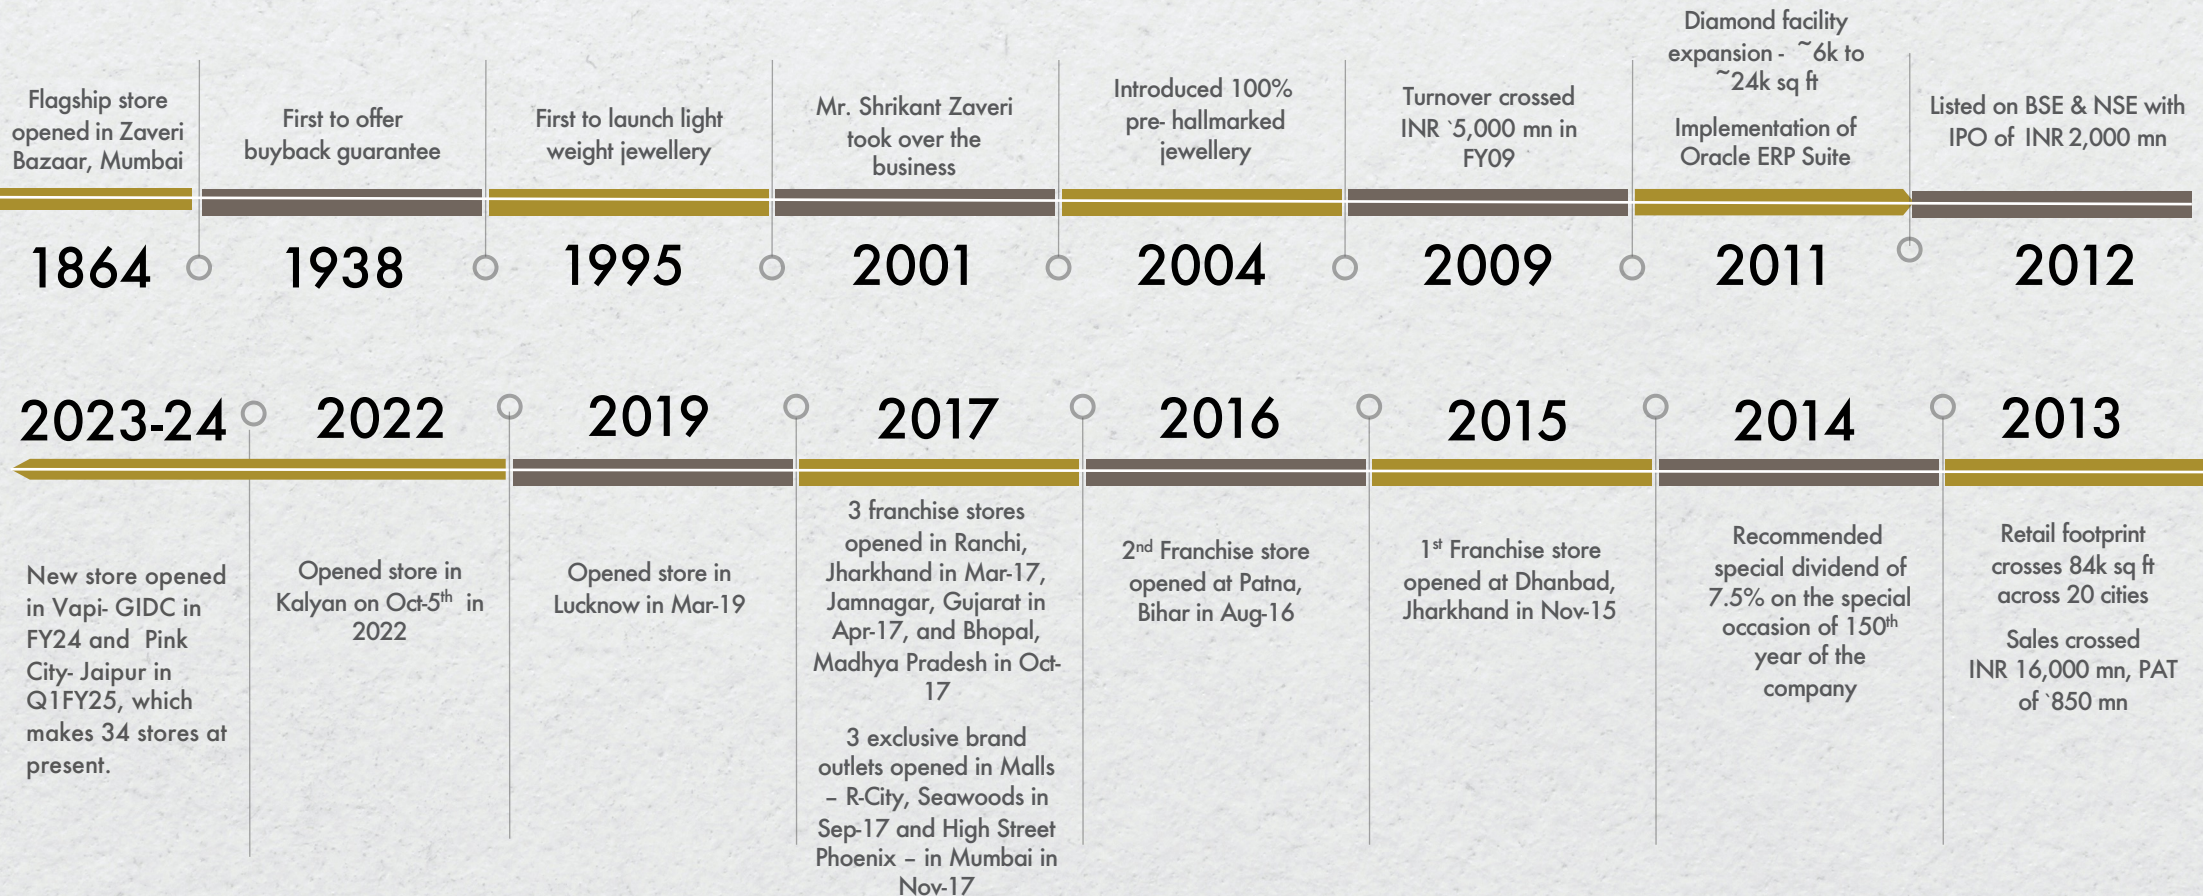 Flagship store
opened in Zaveri
Bazaar, Mumbai
1864
First to offer
buyback guarantee
1938
First to launch light
weight jewellery
1995
Mr. Shrikant Zaveri
took over the
business
2001
Introduced 100%
pre- hallmarked
jewellery
2004
Turnover crossed
INR `5,000 mn in
FY09
2009
Diamond facility
expansion - ~6k to
~24k sq ft
Implementation of
Oracle ERP Suite
2011
Listed on BSE & NSE with
IPO of INR 2,000 mn
2012
2023-24
New store opened
in Vapi- GIDC in
FY24 and Pink
City- Jaipur in
Q1FY25, which
makes 34 stores at
present.
2022
Opened store in
Kalyan on Oct-5th in
2022
2019
Opened store in
Lucknow in Mar-19
2017
3 franchise stores
opened in Ranchi,
Jharkhand in Mar-17,
Jamnagar, Gujarat in
Apr-17, and Bhopal,
Madhya Pradesh in Oct-
17
3 exclusive brand
outlets opened in Malls
– R-City, Seawoods in
Sep-17 and High Street
Phoenix – in Mumbai in
Nov-17
2016
2nd Franchise store
opened at Patna,
Bihar in Aug-16
2015
1st Franchise store
opened at Dhanbad,
Jharkhand in Nov-15
2014
Recommended
special dividend of
7.5% on the special
occasion of 150th
year of the
company
2013
Retail footprint
crosses 84k sq ft
across 20 cities
Sales crossed
INR 16,000 mn, PAT
of `850 mn